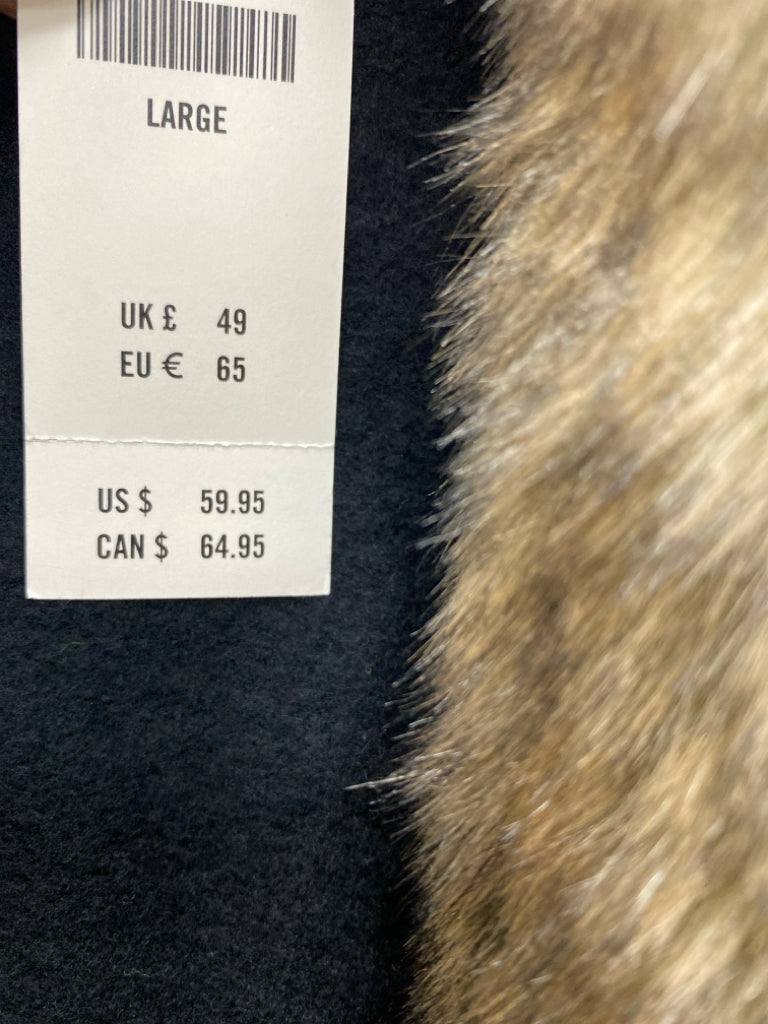 LARGE
UK £ 49
EU € 65
US $ 59.95
CAN $ 64.95